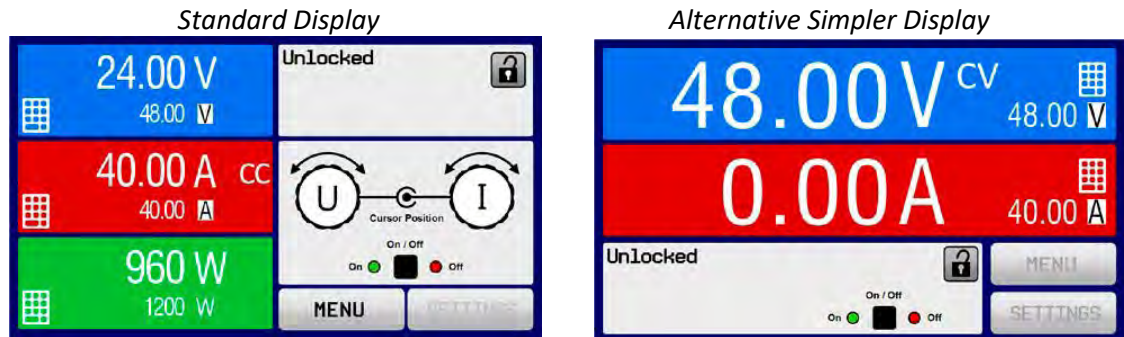 Standard Display
24.00 V
48.00 V
40.00 A CC
40.00 A
960 W
1200 W
Unlocked
U
I
Cursor Position
On / Off
On
Off
MENU
SETTINGS
Alternative Simpler Display
48.00 V CV
48.00 V
0.00 A
40.00 A
Unlocked
On / Off
On
Off
MENU
SETTINGS